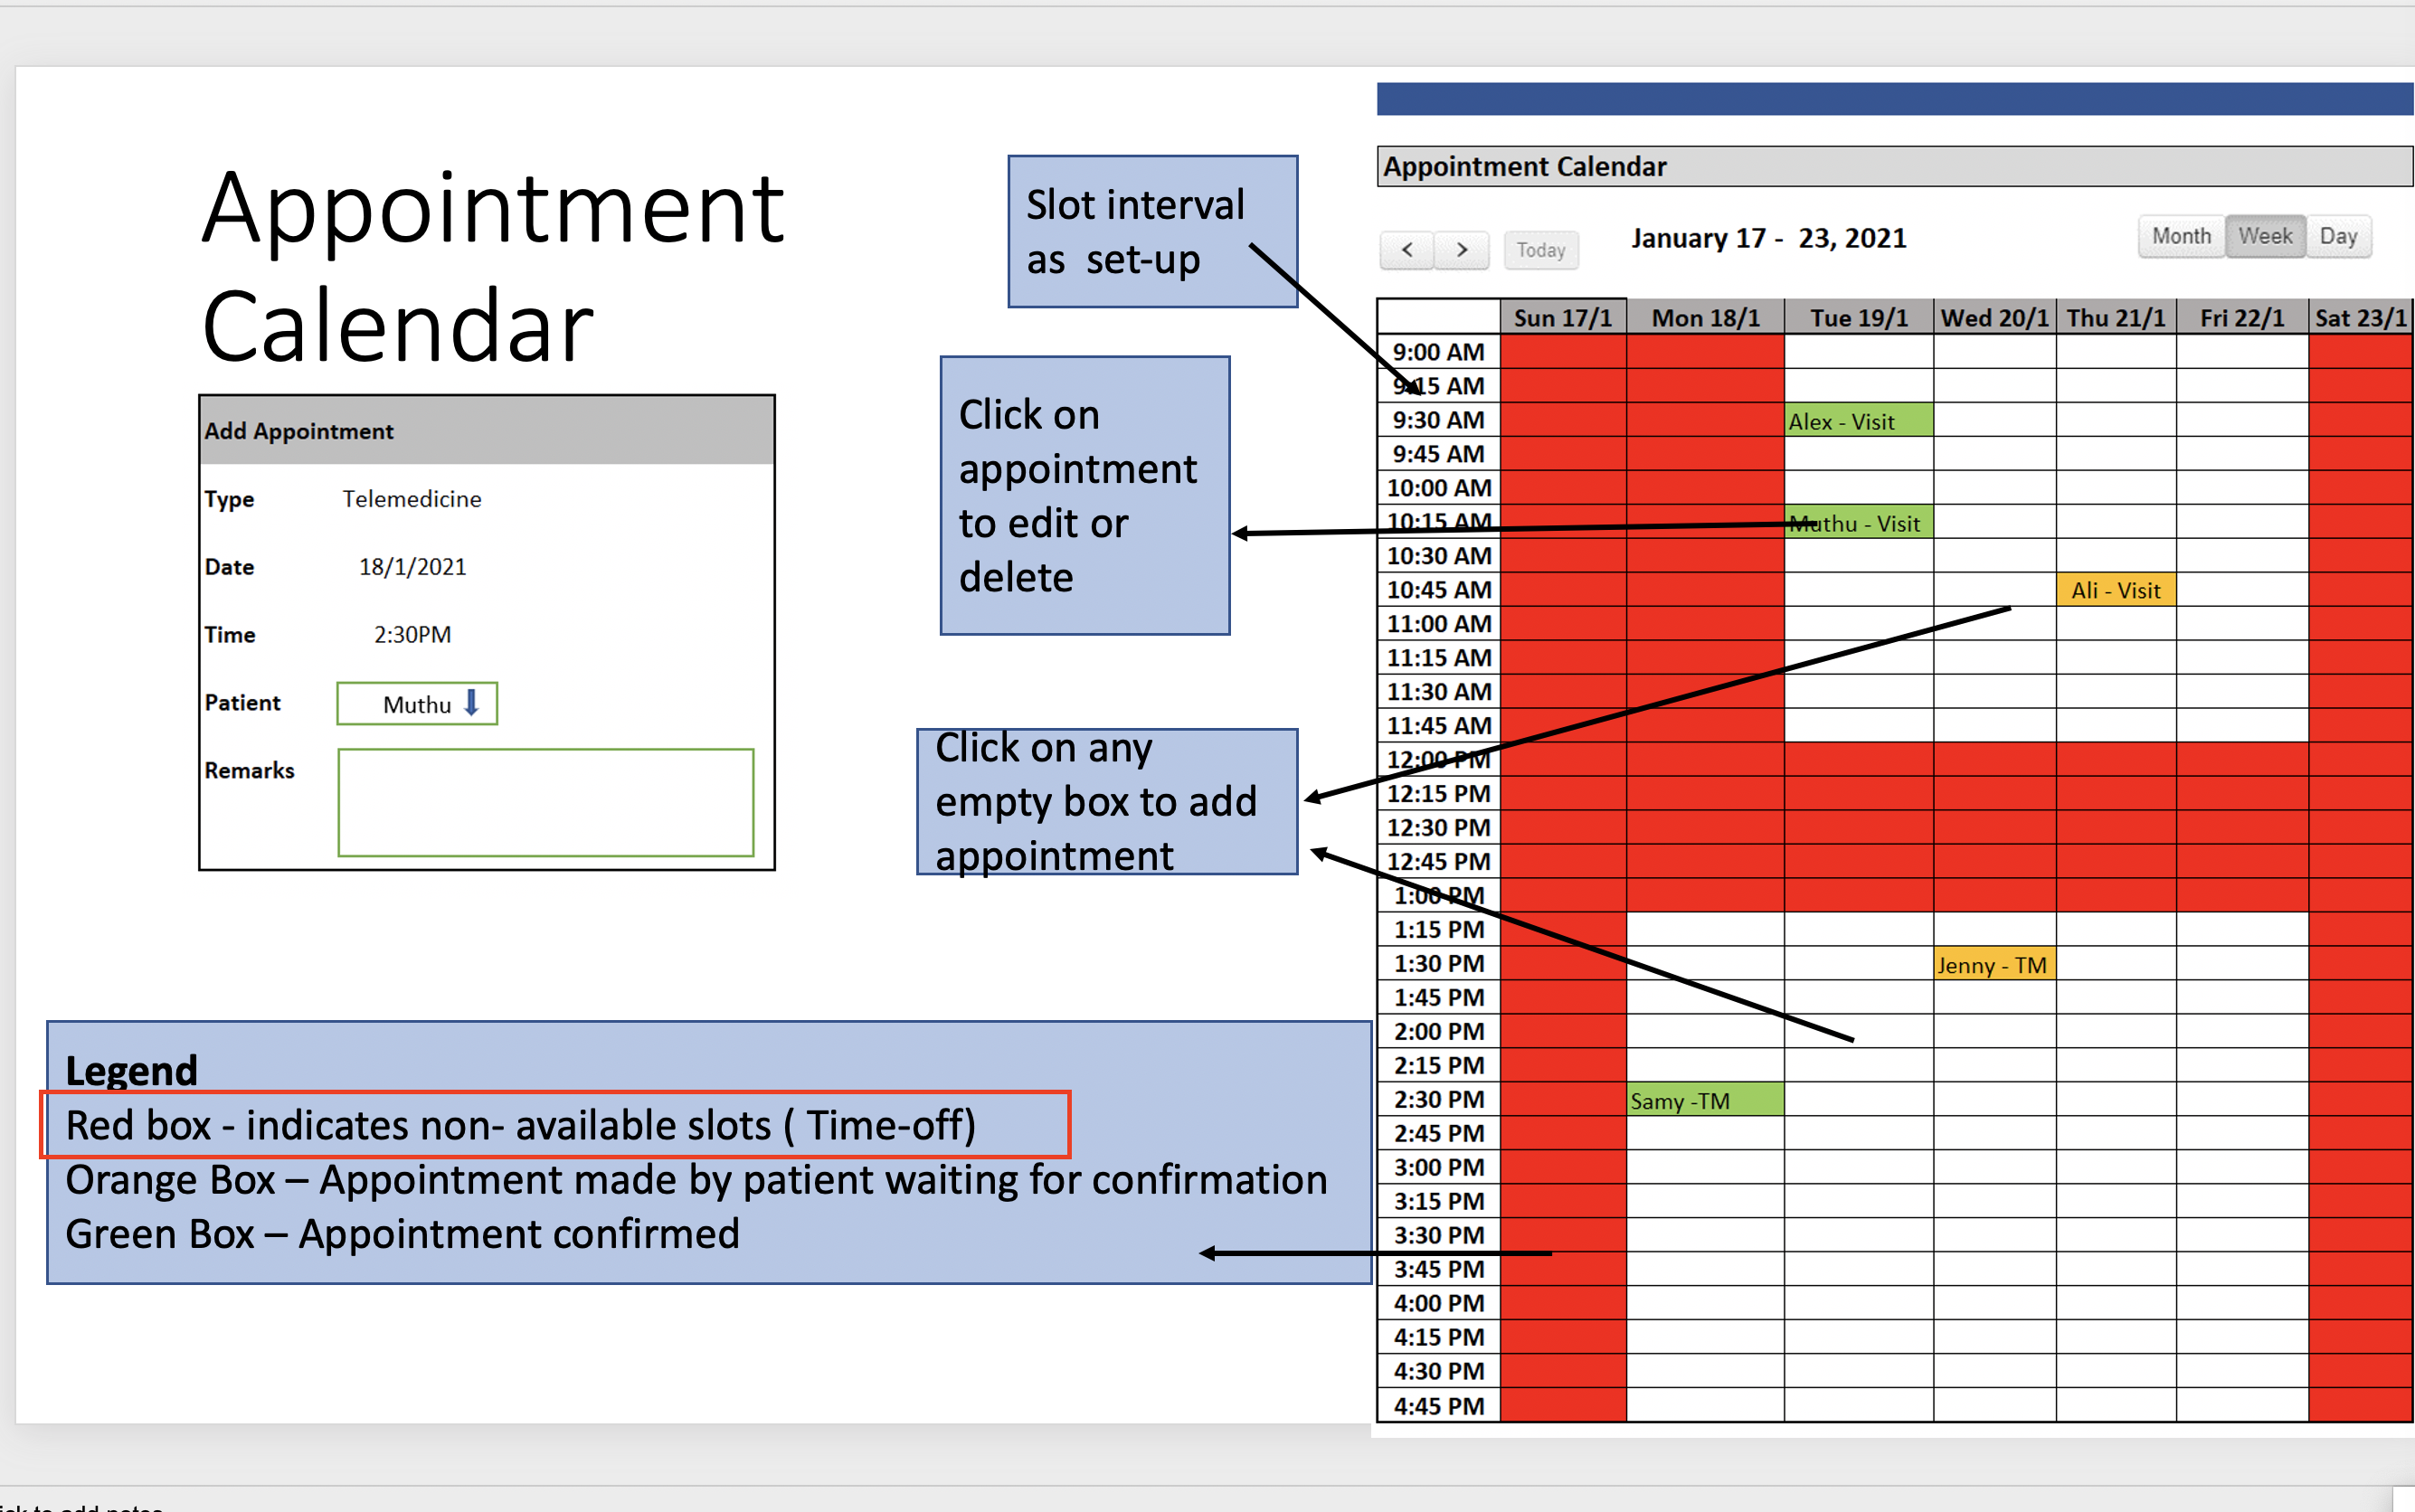 Appointment
Calendar
Add Appointment
Type Telemedicine
Date 18/1/2021
Time 2:30PM
Patient Muthu
Remarks
Slot interval
as set-up
Click on
appointment
to edit or
delete
Click on any
empty box to add
appointment
Legend
Red box - indicates non- available slots ( Time-off)
Orange Box – Appointment made by patient waiting for confirmation
Green Box – Appointment confirmed
Appointment Calendar
< > Today January 17 - 23, 2021 Month Week Day
Sun 17/1 Mon 18/1 Tue 19/1 Wed 20/1 Thu 21/1 Fri 22/1 Sat 23/1
9:00 AM
9:15 AM
9:30 AM Alex - Visit
9:45 AM
10:00 AM
10:15 AM Muthu - Visit
10:30 AM
10:45 AM Ali - Visit
11:00 AM
11:15 AM
11:30 AM
11:45 AM
12:00 PM
12:15 PM
12:30 PM
12:45 PM
1:00 PM
1:15 PM
1:30 PM Jenny - TM
1:45 PM
2:00 PM
2:15 PM
2:30 PM Samy -TM
2:45 PM
3:00 PM
3:15 PM
3:30 PM
3:45 PM
4:00 PM
4:15 PM
4:30 PM
4:45 PM
to add notes